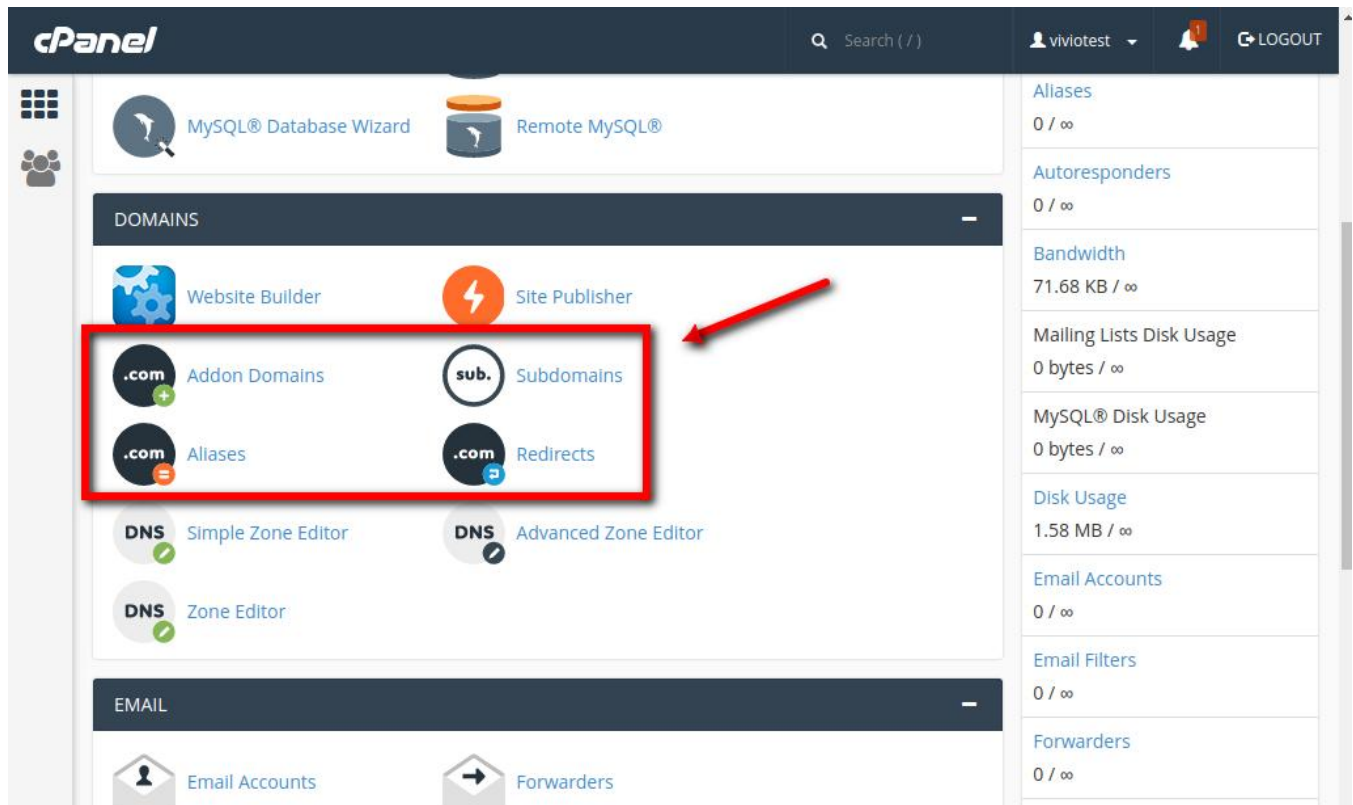 cPanel
Search ( / )
viviotest
1
LOGOUT
MySQL® Database Wizard
Remote MySQL®
DOMAINS
Website Builder
Site Publisher
.com
Addon Domains
sub.
Subdomains
.com
Aliases
.com
Redirects
DNS
Simple Zone Editor
DNS
Advanced Zone Editor
DNS
Zone Editor
EMAIL
Email Accounts
Forwarders
Aliases
0 / ∞
Autoresponders
0 / ∞
Bandwidth
71.68 KB / ∞
Mailing Lists Disk Usage
0 bytes / ∞
MySQL® Disk Usage
0 bytes / ∞
Disk Usage
1.58 MB / ∞
Email Accounts
0 / ∞
Email Filters
0 / ∞
Forwarders
0 / ∞